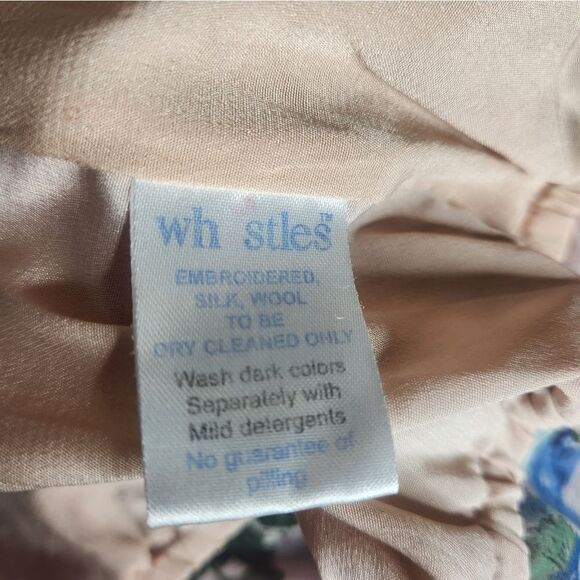 wh stles™
EMBROIDERED,
SILK, WOOL
TO BE
DRY CLEANED ONLY
Wash dark colors
Separately with
Mild detergents
No guarantee of
pilling